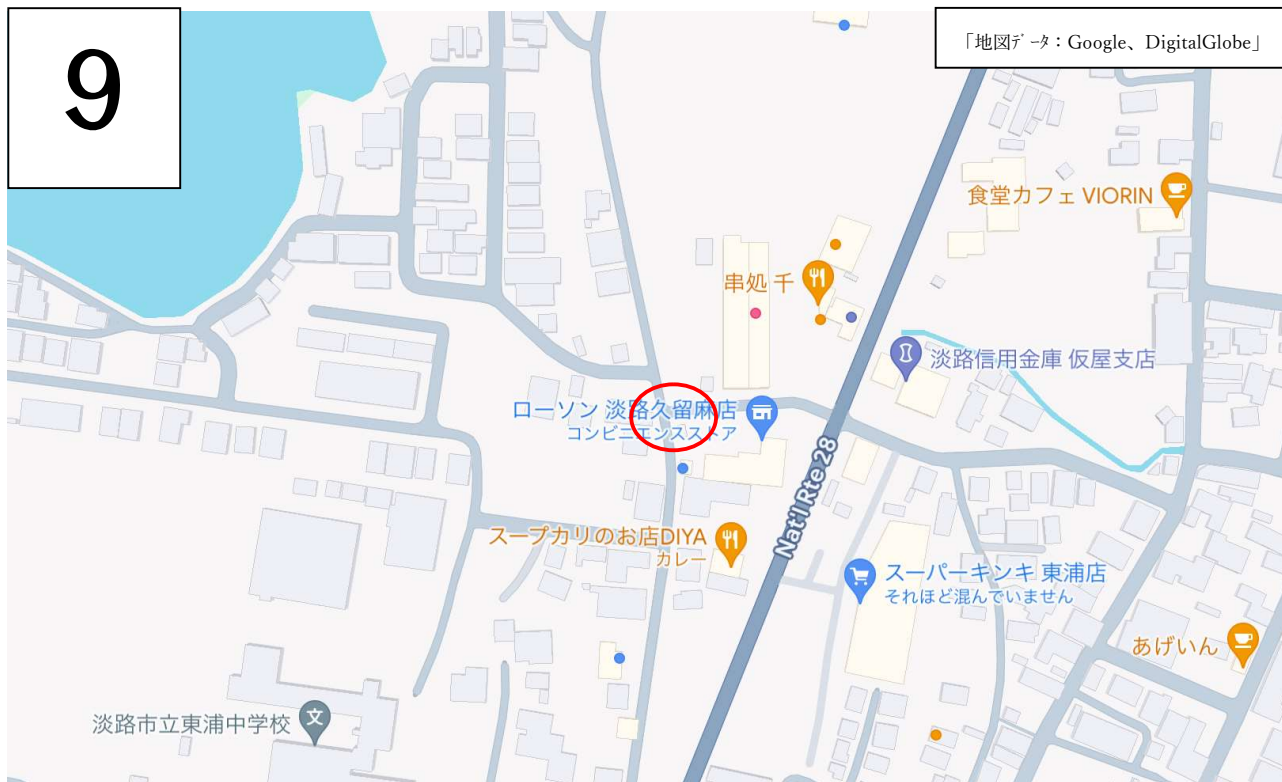 9
「地図ﾃﾞｰﾀ：Google、DigitalGlobe」
食堂カフェ VIORIN
串処 千
淡路信用金庫 仮屋支店
ローソン 淡路久留麻店
コンビニエンスストア
Nat'l Rte 28
スープカリのお店DIYA
カレー
スーパーキンキ 東浦店
それほど混んでいません
あげいん
淡路市立東浦中学校
文